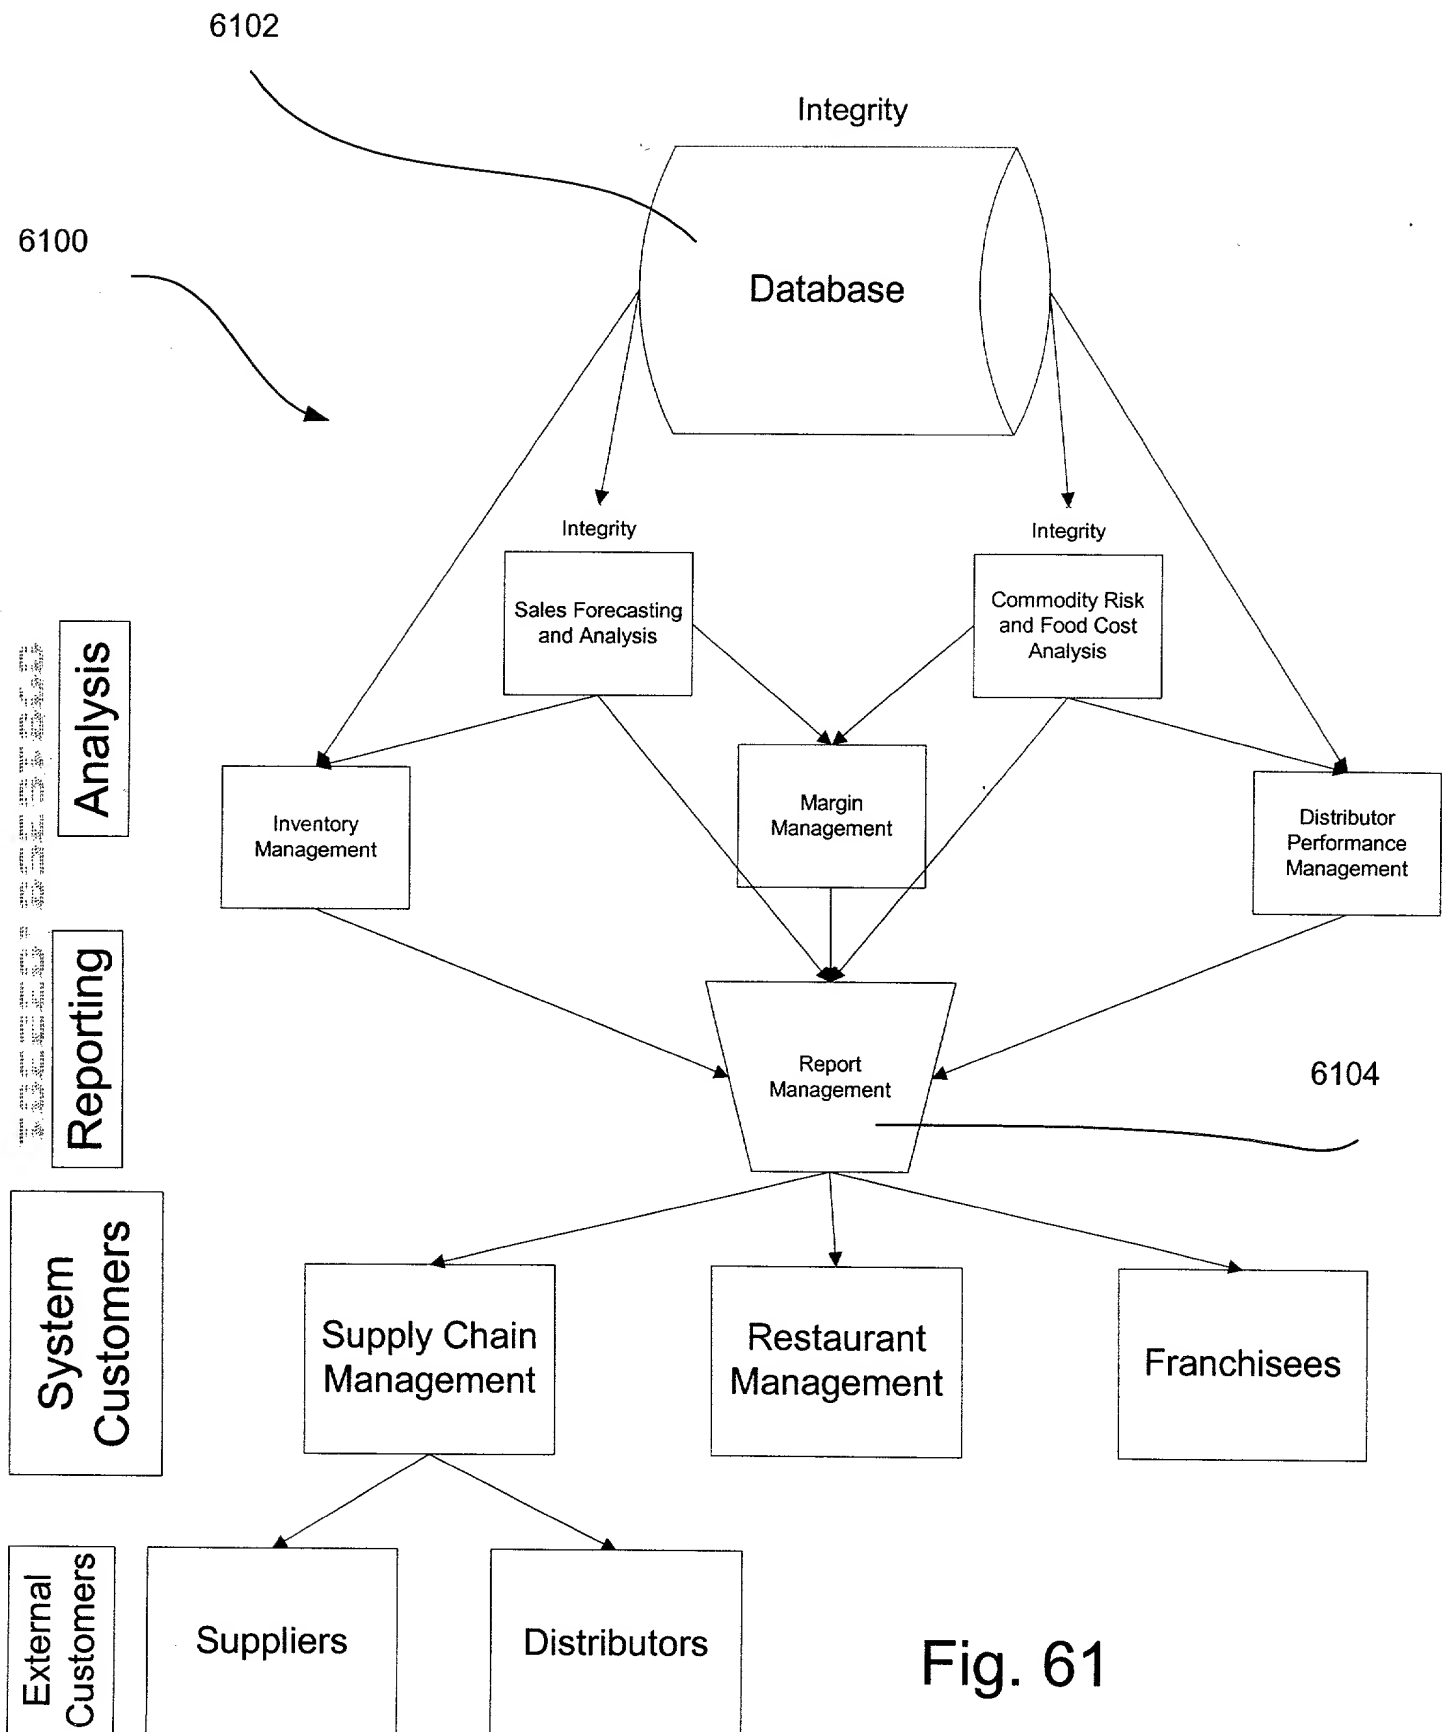 6102
Integrity
6100
Database
Integrity
Integrity
Sales Forecasting
and Analysis
Commodity Risk
and Food Cost
Analysis
Analysis
Inventory
Management
Margin
Management
Distributor
Performance
Management
Reporting
Report
Management
6104
System
Customers
Supply Chain
Management
Restaurant
Management
Franchisees
External
Customers
Suppliers
Distributors
Fig. 61